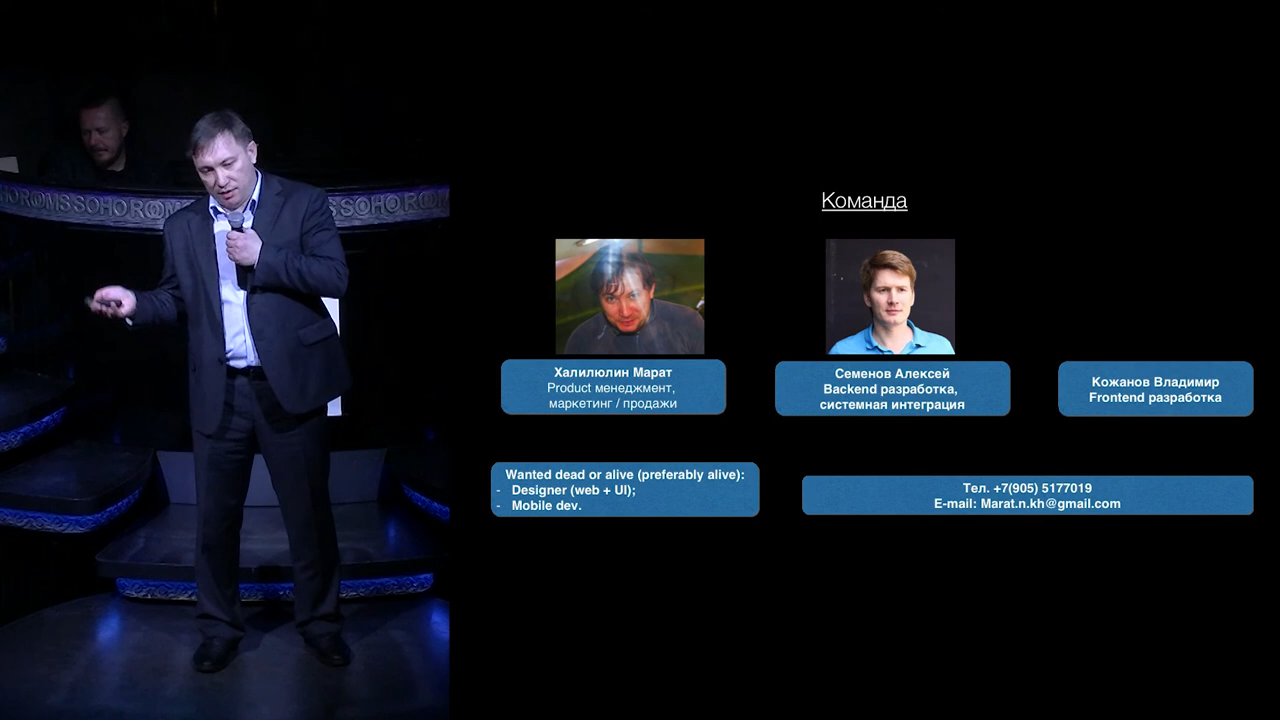 SOHO ROOMS SOHO ROOMS
SOHO ROOMS
Команда
Халилюлин Марат
Product менеджмент,
маркетинг / продажи
Семенов Алексей
Backend разработка,
системная интеграция
Кожанов Владимир
Frontend разработка
Wanted dead or alive (preferably alive):
- Designer (web + UI);
- Mobile dev.
Тел. +7(905) 5177019
E-mail: Marat.n.kh@gmail.com